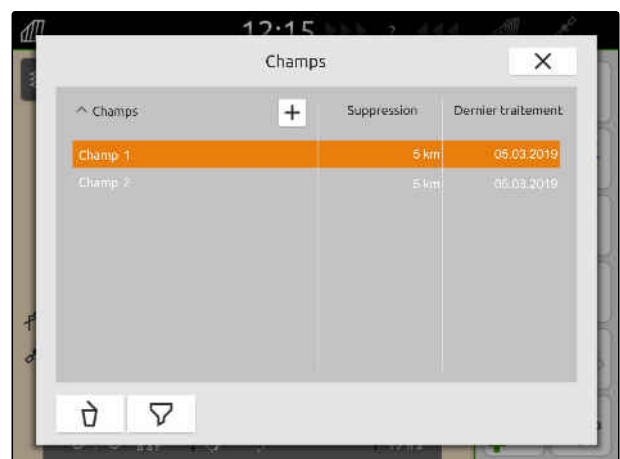 12:15
?
Champs
Champs Suppression Dernier traitement
Champ 1 5 km 05.03.2019
Champ 2 5 km 05.03.2019